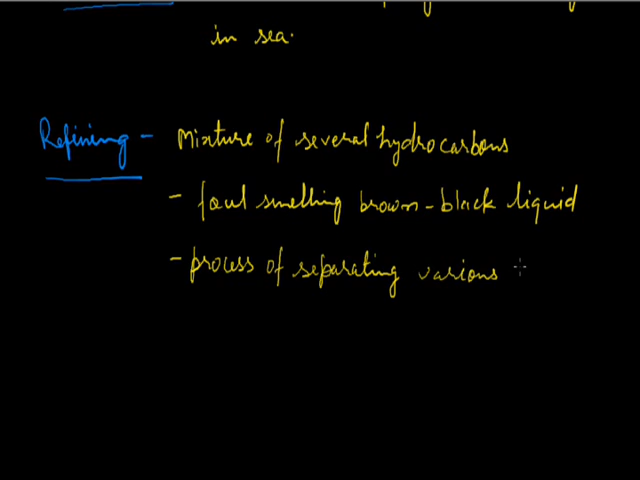 in sea.
Refining - Mixture of several hydrocarbons
- foul smelling brown-black liquid
- process of separating various